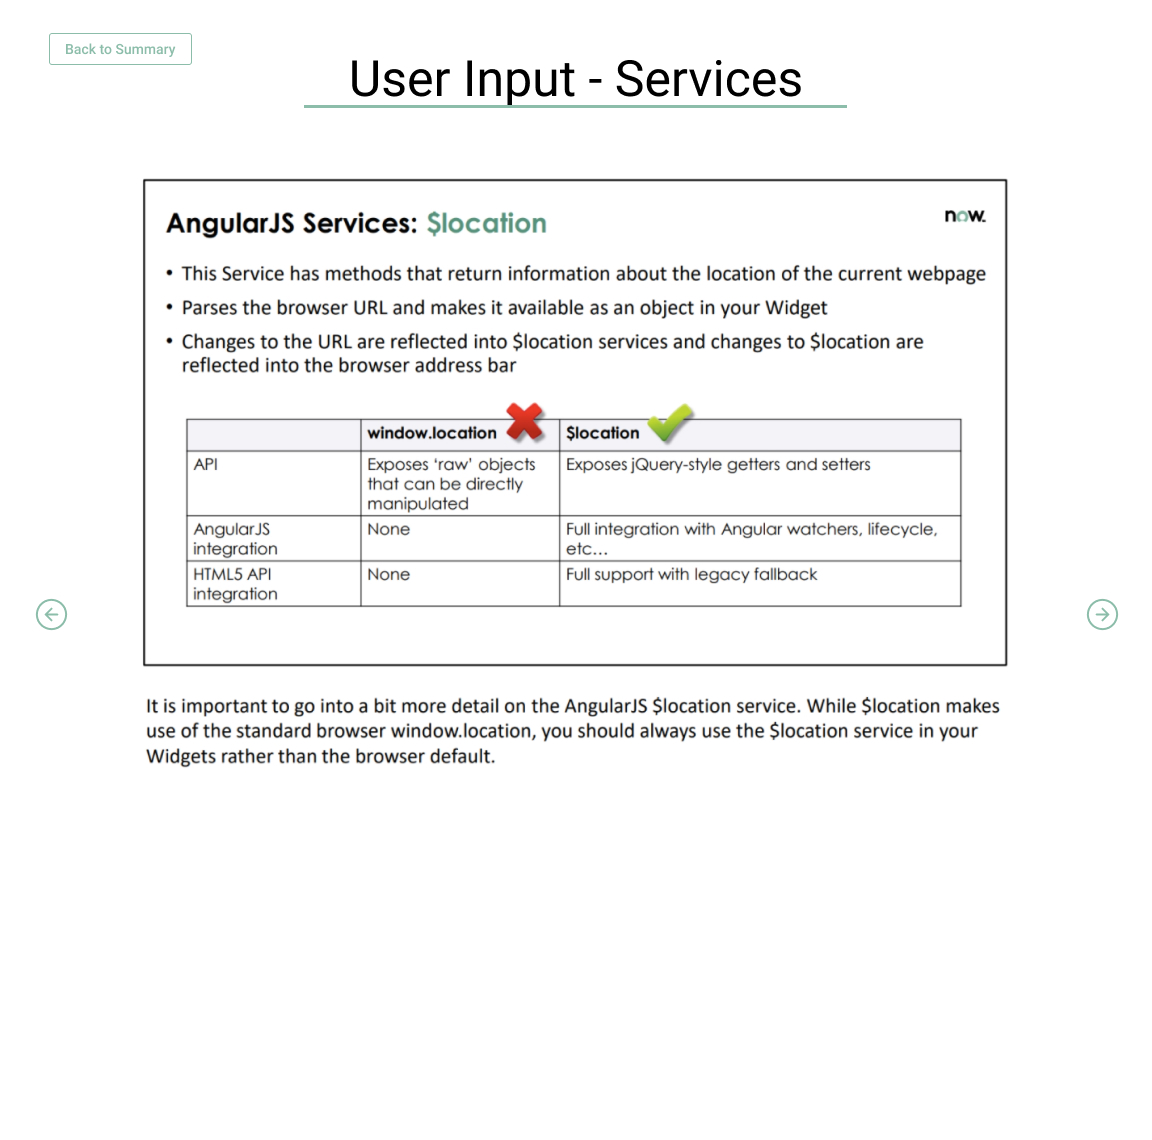 Back to Summary
User Input - Services
AngularJS Services: $location
now.
• This Service has methods that return information about the location of the current webpage
• Parses the browser URL and makes it available as an object in your Widget
• Changes to the URL are reflected into $location services and changes to $location are
reflected into the browser address bar
window.location $location
API Exposes ‘raw’ objects Exposes jQuery-style getters and setters
that can be directly
manipulated
AngularJS None Full integration with Angular watchers, lifecycle,
integration etc...
HTML5 API None Full support with legacy fallback
integration
It is important to go into a bit more detail on the AngularJS $location service. While $location makes
use of the standard browser window.location, you should always use the $location service in your
Widgets rather than the browser default.